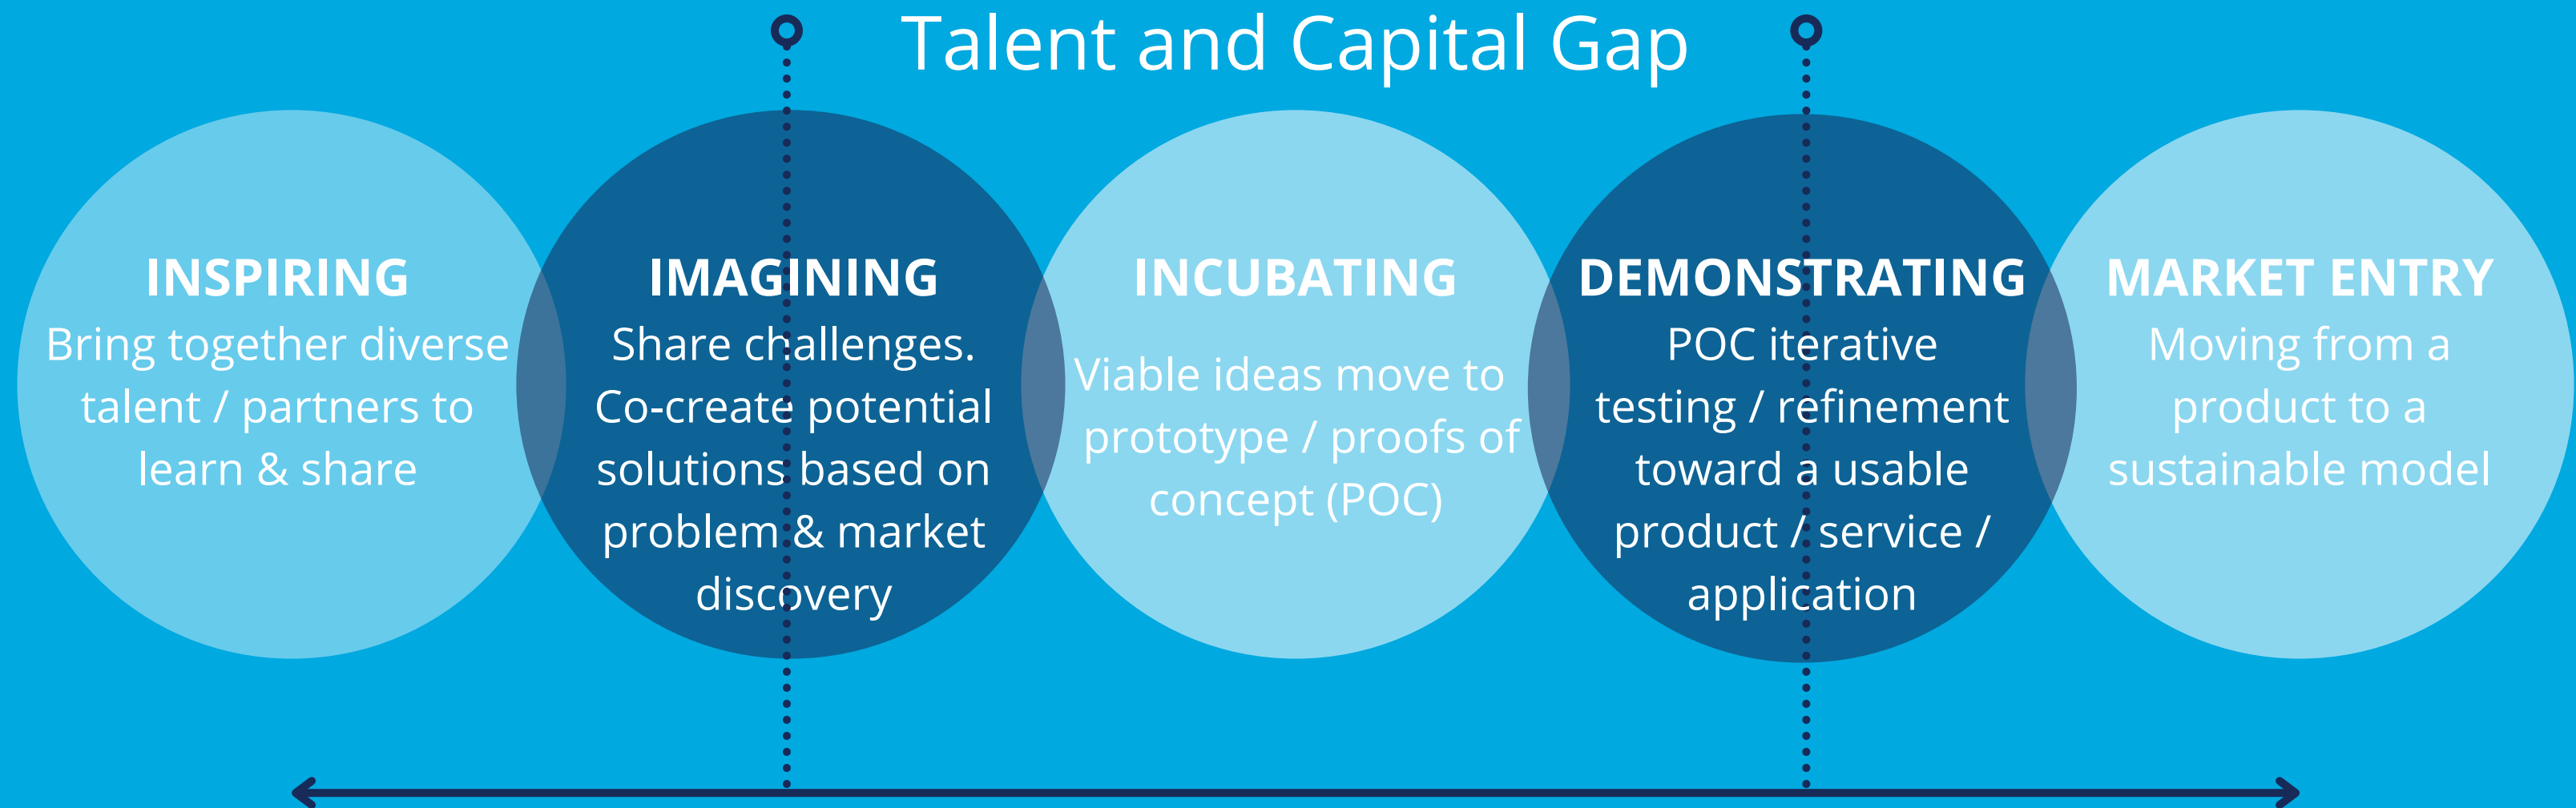 Talent and Capital Gap
INSPIRING
Bring together diverse
talent / partners to
learn & share
IMAGINING
Share challenges.
Co-create potential
solutions based on
problem & market
discovery
INCUBATING
Viable ideas move to
prototype / proofs of
concept (POC)
DEMONSTRATING
POC iterative
testing / refinement
toward a usable
product / service /
application
MARKET ENTRY
Moving from a
product to a
sustainable model